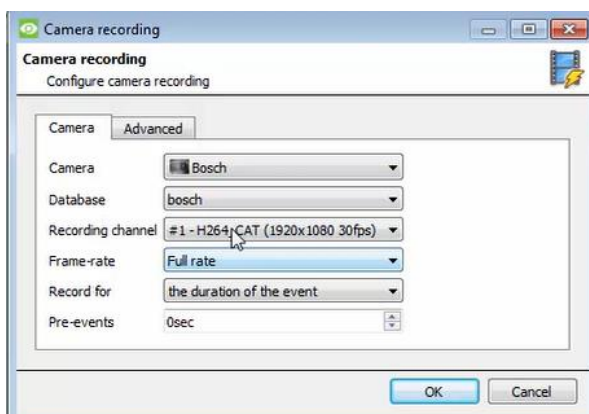 Camera recording
Camera recording
Configure camera recording
Camera Advanced
Camera Bosch
Database bosch
Recording channel #1 - H264, CAT (1920x1080 30fps)
Frame-rate Full rate
Record for the duration of the event
Pre-events 0sec
OK Cancel